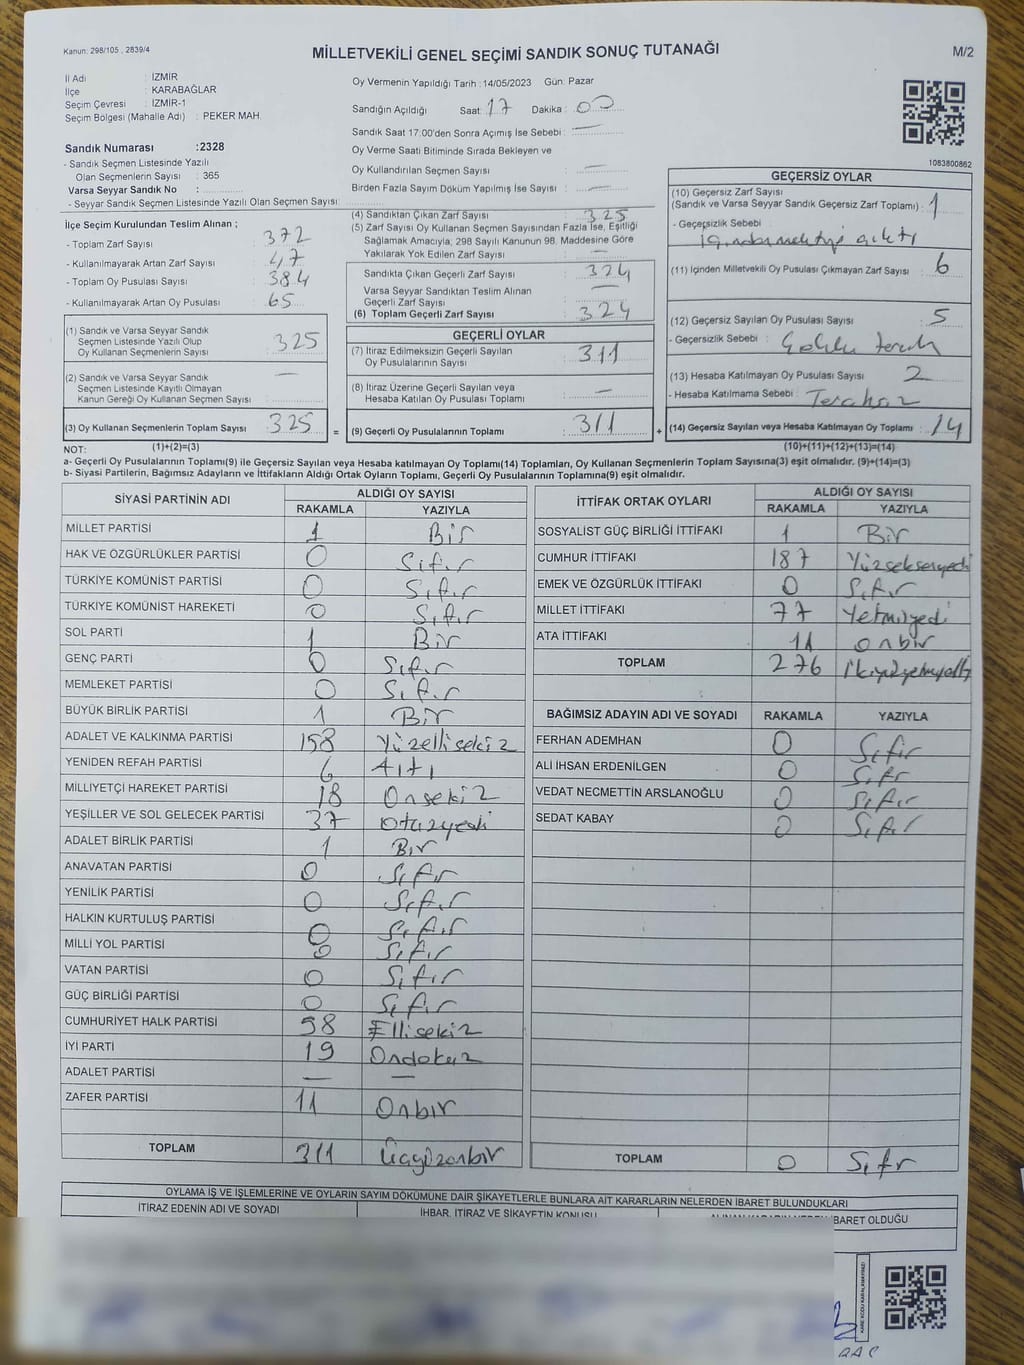 Kanun: 298/105 , 2839/4
MİLLETVEKİLİ GENEL SEÇİMİ SANDIK SONUÇ TUTANAĞI
M/2
İl Adı : İZMİR
İlçe : KARABAĞLAR
Seçim Çevresi : İZMİR-1
Seçim Bölgesi (Mahalle Adı) : PEKER MAH.
Oy Vermenin Yapıldığı Tarih :14/05/2023 Gün: Pazar
Sandığın Açıldığı Saat: 17 Dakika : 00
Sandık Saat 17:00'den Sonra Açımış İse Sebebi : —
Oy Verme Saati Bitiminde Sırada Bekleyen ve
Oy Kullandırılan Seçmen Sayısı : —
Birden Fazla Sayım Döküm Yapılmış İse Sayısı : —
Sandık Numarası :2328
- Sandık Seçmen Listesinde Yazılı
Olan Seçmenlerin Sayısı : 365
Varsa Seyyar Sandık No :
- Seyyar Sandık Seçmen Listesinde Yazılı Olan Seçmen Sayısı:
1083800862
İlçe Seçim Kurulundan Teslim Alınan ;
- Toplam Zarf Sayısı : 372
- Kullanılmayarak Artan Zarf Sayısı : 47
- Toplam Oy Pusulası Sayısı : 384
- Kullanılmayarak Artan Oy Pusulası : 65
(1) Sandık ve Varsa Seyyar Sandık
Seçmen Listesinde Yazılı Olup
Oy Kullanan Seçmenlerin Sayısı : 325
(2) Sandık ve Varsa Seyyar Sandık
Seçmen Listesinde Kayıtlı Olmayan
Kanun Gereği Oy Kullanan Seçmen Sayısı : —
(3) Oy Kullanan Seçmenlerin Toplam Sayısı : 325
(4) Sandıktan Çıkan Zarf Sayısı : 325
(5) Zarf Sayısı Oy Kullanan Seçmen Sayısından Fazla İse, Eşitliği
Sağlamak Amacıyla, 298 Sayılı Kanunun 98. Maddesine Göre
Yakılarak Yok Edilen Zarf Sayısı : —
Sandıkta Çıkan Geçerli Zarf Sayısı : 324
Varsa Seyyar Sandıktan Teslim Alınan
Geçerli Zarf Sayısı : —
(6) Toplam Geçerli Zarf Sayısı : 324
GEÇERLİ OYLAR
(7) İtiraz Edilmeksizin Geçerli Sayılan
Oy Pusulalarının Sayısı : 311
(8) İtiraz Üzerine Geçerli Sayılan veya
Hesaba Katılan Oy Pusulası Toplamı : —
= (9) Geçerli Oy Pusulalarının Toplamı : 311
GEÇERSİZ OYLAR
(10) Geçersiz Zarf Sayısı
(Sandık ve Varsa Seyyar Sandık Geçersiz Zarf Toplamı) : 1
- Geçersizlik Sebebi :
(11) İçinden Milletvekili Oy Pusulası Çıkmayan Zarf Sayısı : 6
(12) Geçersiz Sayılan Oy Pusulası Sayısı : 5
- Geçersizlik Sebebi : Çoklu tercih
(13) Hesaba Katılmayan Oy Pusulası Sayısı : 2
- Hesaba Katılmama Sebebi : Tercihsiz
+ (14) Geçersiz Sayılan veya Hesaba Katılmayan Oy Toplamı : 14
NOT: (1)+(2)=(3) (10)+(11)+(12)+(13)=(14)
a- Geçerli Oy Pusulalarının Toplamı(9) ile Geçersiz Sayılan veya Hesaba katılmayan Oy Toplamı(14) Toplamları, Oy Kullanan Seçmenlerin Toplam Sayısına(3) eşit olmalıdır. (9)+(14)=(3)
b- Siyasi Partilerin, Bağımsız Adayların ve İttifakların Aldığı Ortak Oyların Toplamı, Geçerli Oy Pusulalarının Toplamına(9) eşit olmalıdır.
SİYASİ PARTİNİN ADI ALDIĞI OY SAYISI
RAKAMLA YAZIYLA
MİLLET PARTİSİ 1 Bir
HAK VE ÖZGÜRLÜKLER PARTİSİ 0 Sıfır
TÜRKİYE KOMÜNİST PARTİSİ 0 Sıfır
TÜRKİYE KOMÜNİST HAREKETİ 0 Sıfır
SOL PARTİ 1 Bir
GENÇ PARTİ 0 Sıfır
MEMLEKET PARTİSİ 0 Sıfır
BÜYÜK BİRLİK PARTİSİ 1 Bir
ADALET VE KALKINMA PARTİSİ 158 Yüzellisekiz
YENİDEN REFAH PARTİSİ 6 Altı
MİLLİYETÇİ HAREKET PARTİSİ 18 Onsekiz
YEŞİLLER VE SOL GELECEK PARTİSİ 37 Otuzyedi
ADALET BİRLİK PARTİSİ 1 Bir
ANAVATAN PARTİSİ 0 Sıfır
YENİLİK PARTİSİ 0 Sıfır
HALKIN KURTULUŞ PARTİSİ 0 Sıfır
MİLLİ YOL PARTİSİ 0 Sıfır
VATAN PARTİSİ 0 Sıfır
GÜÇ BİRLİĞİ PARTİSİ 0 Sıfır
CUMHURİYET HALK PARTİSİ 58 Ellisekiz
İYİ PARTİ 19 Ondokuz
ADALET PARTİSİ — —
ZAFER PARTİSİ 11 Onbir
TOPLAM 311 Üçyüzonbir
İTTİFAK ORTAK OYLARI ALDIĞI OY SAYISI
RAKAMLA YAZIYLA
SOSYALİST GÜÇ BİRLİĞİ İTTİFAKI 1 Bir
CUMHUR İTTİFAKI 187 Yüzseksenyedi
EMEK VE ÖZGÜRLÜK İTTİFAKI 0 Sıfır
MİLLET İTTİFAKI 77 Yetmişyedi
ATA İTTİFAKI 11 onbir
TOPLAM 276 İkiyüzyetmişaltı
BAĞIMSIZ ADAYIN ADI VE SOYADI RAKAMLA YAZIYLA
FERHAN ADEMHAN 0 Sıfır
ALİ İHSAN ERDENİLGEN 0 Sıfır
VEDAT NECMETTİN ARSLANOĞLU 0 Sıfır
SEDAT KABAY 0 Sıfır
TOPLAM 0 Sıfır
OYLAMA İŞ VE İŞLEMLERİNE VE OYLARIN SAYIM DÖKÜMÜNE DAİR ŞİKAYETLERLE BUNLARA AİT KARARLARIN NELERDEN İBARET BULUNDUKLARI
İTİRAZ EDENİN ADI VE SOYADI İHBAR, İTİRAZ VE ŞİKAYETİN KONUSU ALINAN KARARIN NEDEN İBARET OLDUĞU
KARE KODU KARALAMAYINIZ